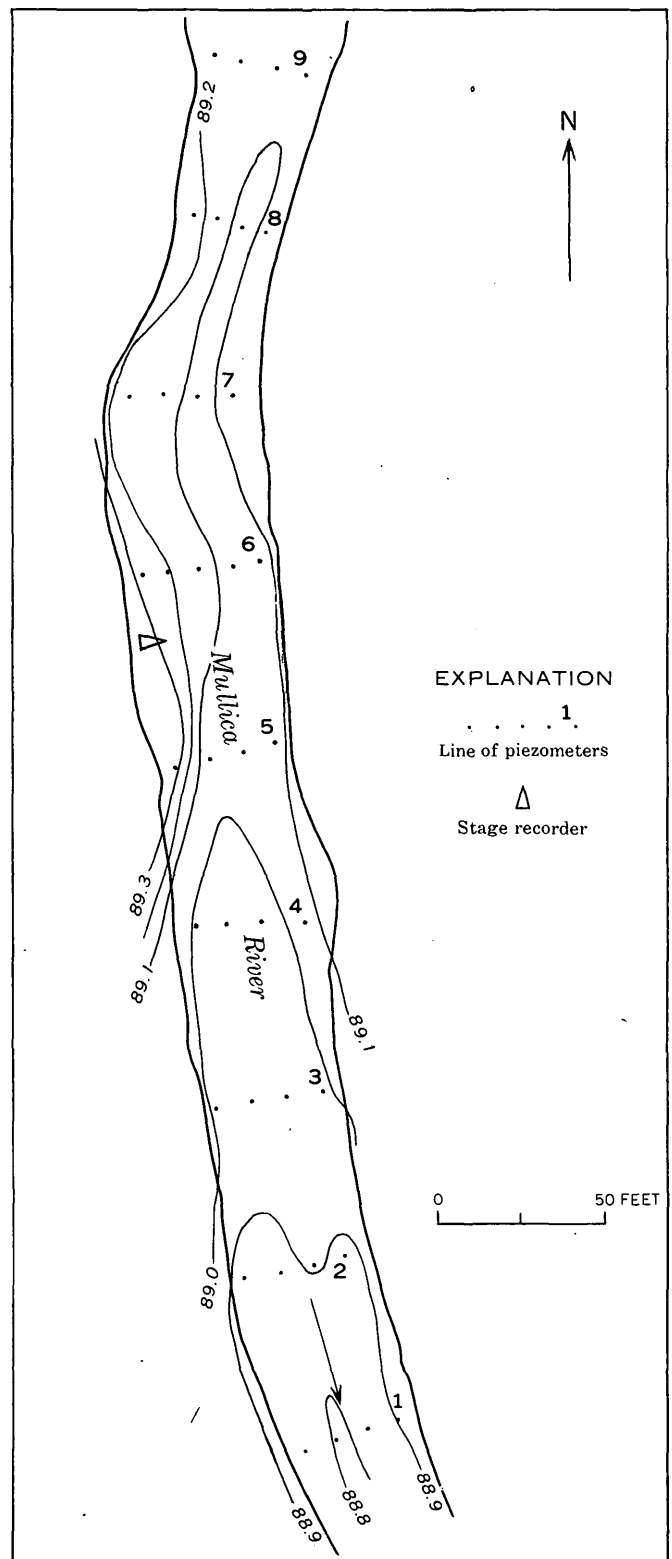 9
89.2
N
8
7
6
Mullica
EXPLANATION
1
Line of piezometers
Stage recorder
5
89.3
4
89.1
River
89.1
3
0 50 FEET
89.0
2
1
88.8
88.9
88.9